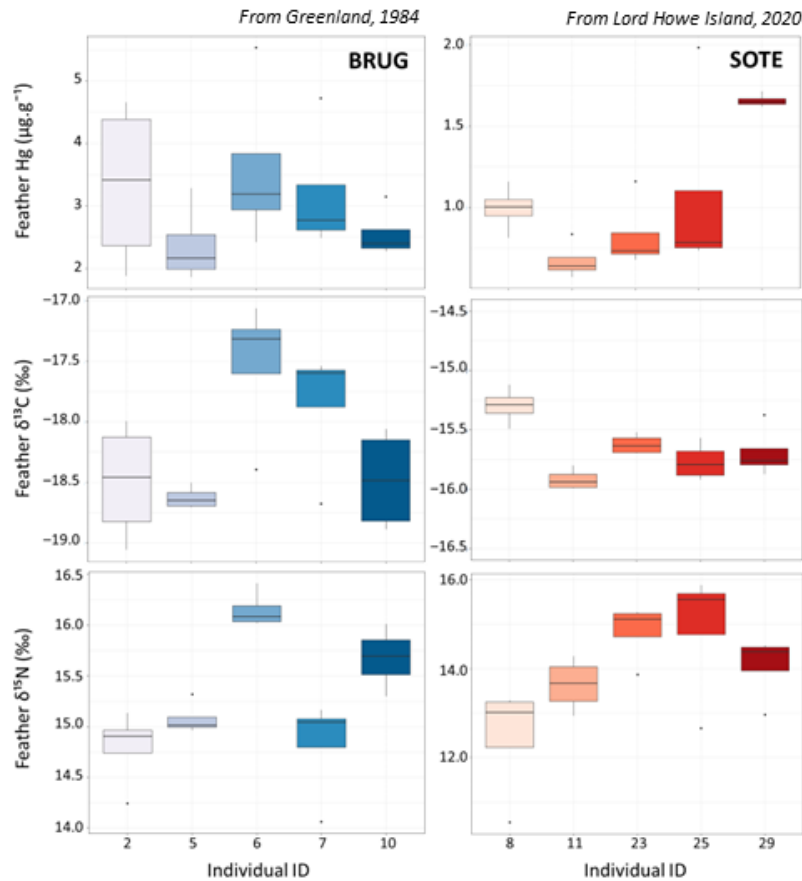 From Greenland, 1984
From Lord Howe Island, 2020
BRUG
SOTE
Feather Hg (µg.g⁻¹)
5
4
3
2
2.0
1.5
1.0
Feather δ¹³C (‰)
−17.0
−17.5
−18.0
−18.5
−19.0
−14.5
−15.0
−15.5
−16.0
−16.5
Feather δ¹⁵N (‰)
16.5
16.0
15.5
15.0
14.5
14.0
16.0
14.0
12.0
2 5 6 7 10
8 11 23 25 29
Individual ID
Individual ID